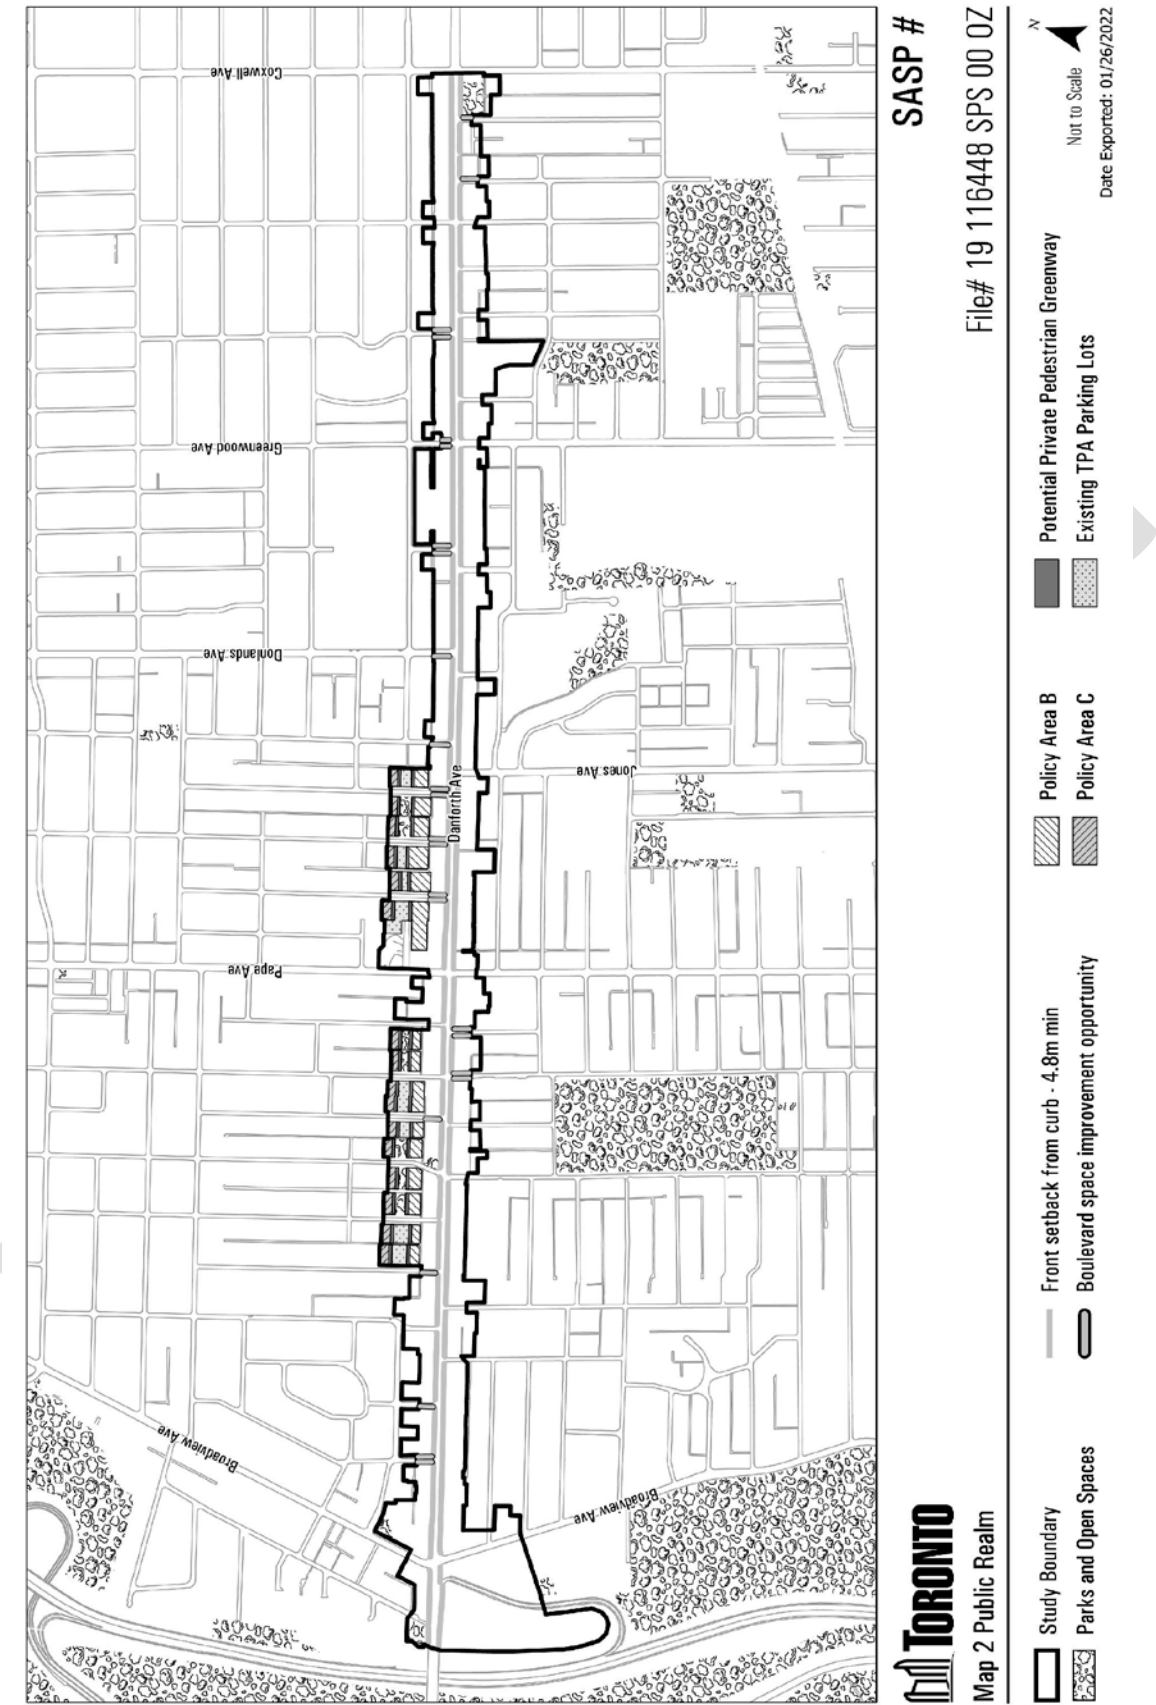 Coxwell Ave
Greenwood Ave
Donlands Ave
Jones Ave
Danforth Ave
Pape Ave
Broadview Ave
Broadview Ave
TORONTO
Map 2 Public Realm
SASP #
File# 19 116448 SPS 00 OZ
Study Boundary
Parks and Open Spaces
Front setback from curb - 4.8m min
Boulevard space improvement opportunity
Policy Area B
Policy Area C
Potential Private Pedestrian Greenway
Existing TPA Parking Lots
N
Not to Scale
Date Exported: 01/26/2022